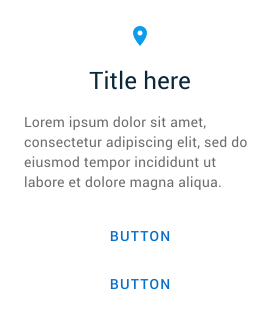 Title here
Lorem ipsum dolor sit amet,
consectetur adipiscing elit, sed do
eiusmod tempor incididunt ut
labore et dolore magna aliqua.
BUTTON
BUTTON